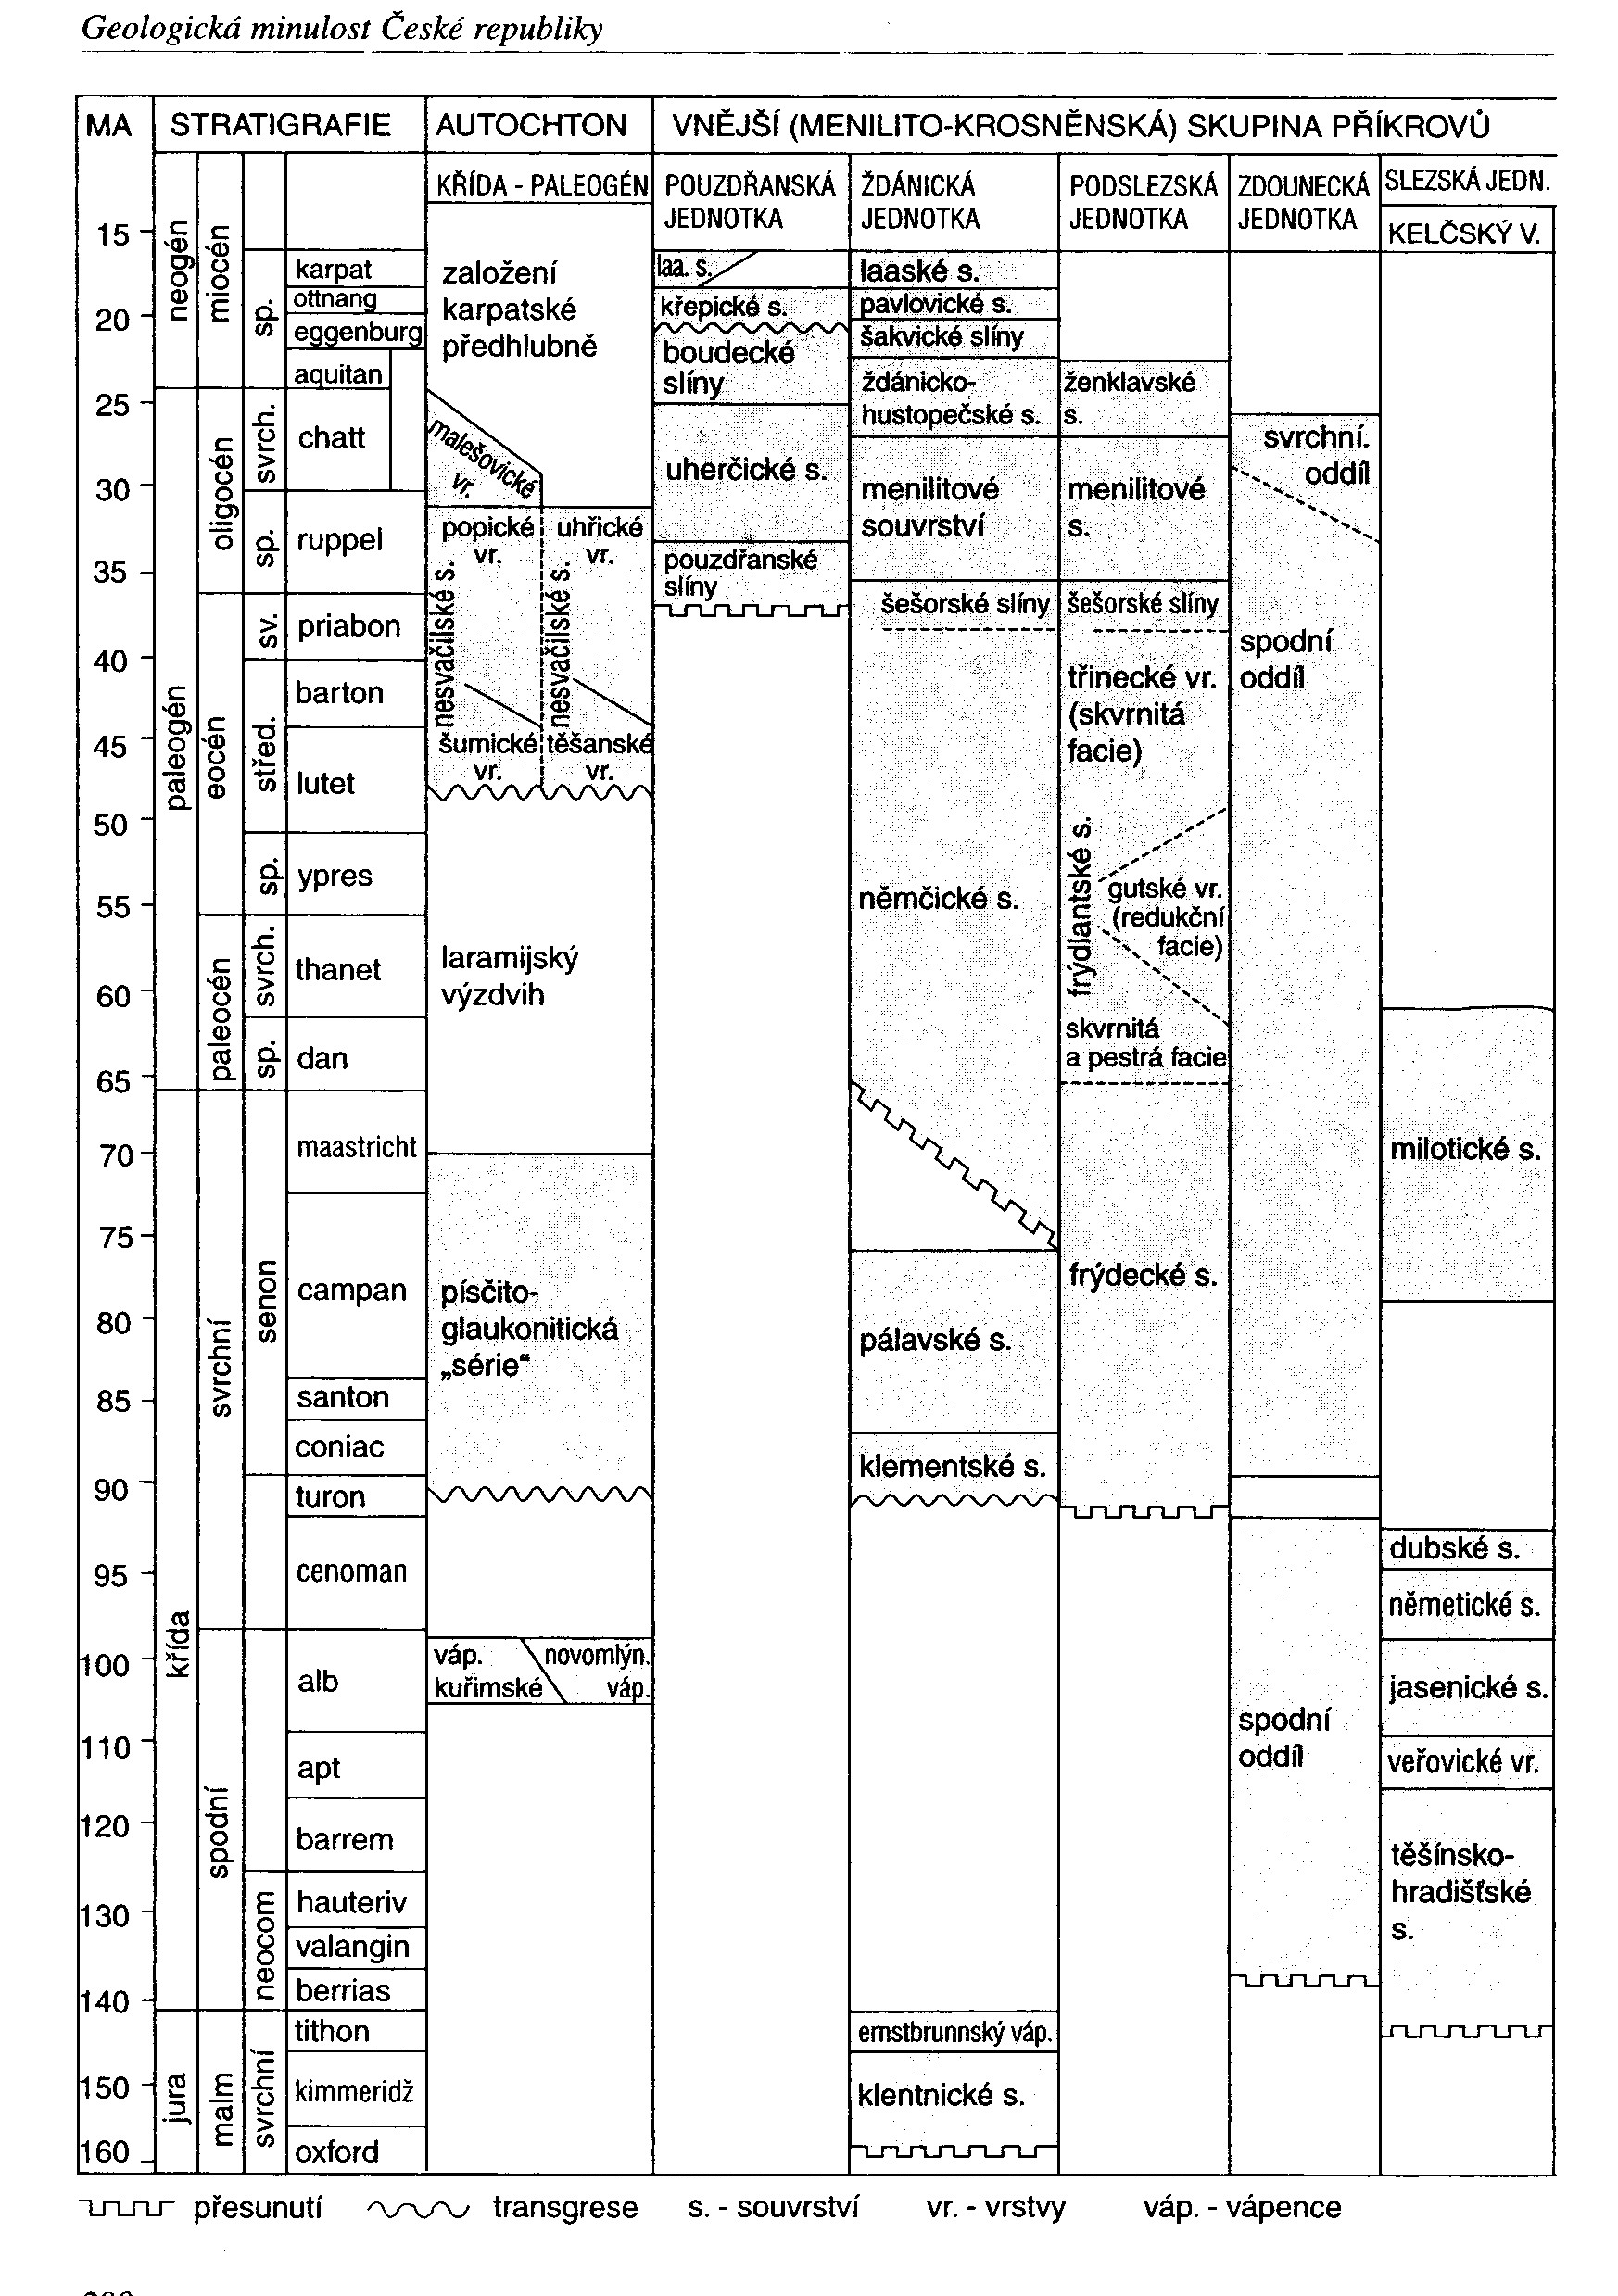 Geologická minulost České republiky
MA
STRATIGRAFIE
AUTOCHTON
VNĚJŠÍ (MENILITO-KROSNĚNSKÁ) SKUPINA PŘÍKROVŮ
KŘÍDA - PALEOGÉN
POUZDŘANSKÁ
JEDNOTKA
ŽDÁNICKÁ
JEDNOTKA
PODSLEZSKÁ
JEDNOTKA
ZDOUNECKÁ
JEDNOTKA
SLEZSKÁ JEDN.
KELČSKÝ V.
15
20
25
30
35
40
45
50
55
60
65
70
75
80
85
90
95
100
110
120
130
140
150
160
neogén
paleogén
křída
jura
miocén
oligocén
eocén
paleocén
svrchní
spodní
malm
sp.
svrch.
sp.
sv.
střed.
sp.
svrch.
sp.
senon
neocom
svrchní
karpat
ottnang
eggenburg
aquitan
chatt
ruppel
priabon
barton
lutet
ypres
thanet
dan
maastricht
campan
santon
coniac
turon
cenoman
alb
apt
barrem
hauteriv
valangin
berrias
tithon
kimmeridž
oxford
založení
karpatské
předhlubně
malešovické
vr.
popické
vr.
uhřické
vr.
nesvačilské s.
nesvačilské s.
šumické
vr.
těšanské
vr.
laramijský
výzdvih
písčito-
glaukonitická
„série“
váp.
kuřimské
novomlýn.
váp.
laa. s.
křepické s.
boudecké
slíny
uherčické s.
pouzdřanské
slíny
laaské s.
pavlovické s.
šakvické slíny
ždánicko-
hustopečské s.
menilitové
souvrství
šešorské slíny
němčické s.
pálavské s.
klementské s.
ernstbrunnský váp.
klentnické s.
ženklavské
s.
menilitové
s.
šešorské slíny
třinecké vr.
(skvrnitá
facie)
frýdlantské s.
gutské vr.
(redukční
facie)
skvrnitá
a pestrá facie
frýdecké s.
svrchní.
oddíl
spodní
oddíl
spodní
oddíl
milotické s.
dubské s.
němetické s.
jasenické s.
veřovické vr.
těšínsko-
hradišťské
s.
přesunutí
transgrese
s. - souvrství
vr. - vrstvy
váp. - vápence